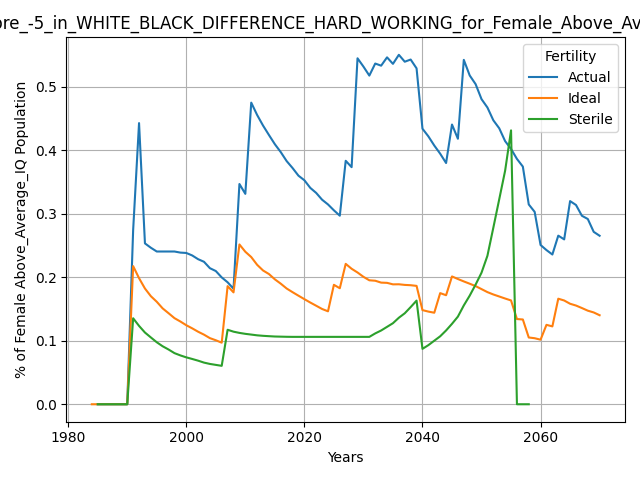 ore_-5_in_WHITE_BLACK_DIFFERENCE_HARD_WORKING_for_Female_Above_Av
Fertility
Actual
Ideal
Sterile
% of Female Above_Average_IQ Population
0.5
0.4
0.3
0.2
0.1
0.0
1980
2000
2020
2040
2060
Years